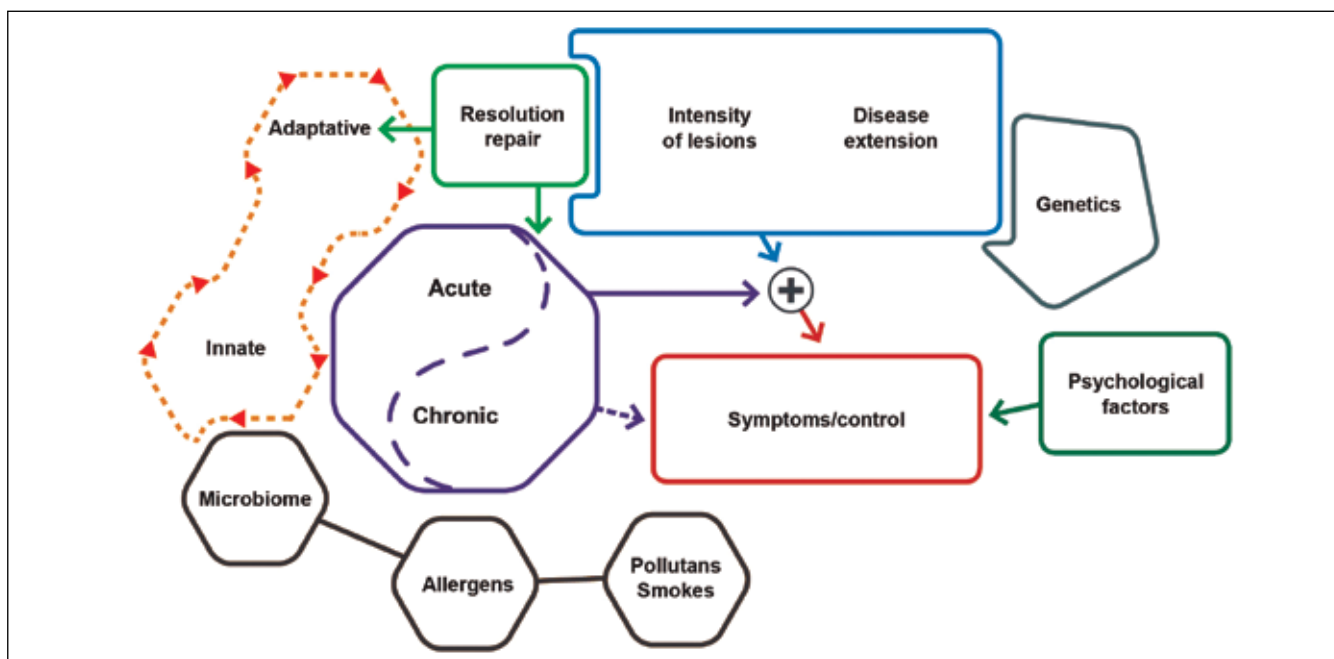 Adaptative
Resolution
repair
Intensity
of lesions
Disease
extension
Genetics
Acute
Innate
Chronic
Symptoms/control
Psychological
factors
Microbiome
Allergens
Pollutans
Smokes